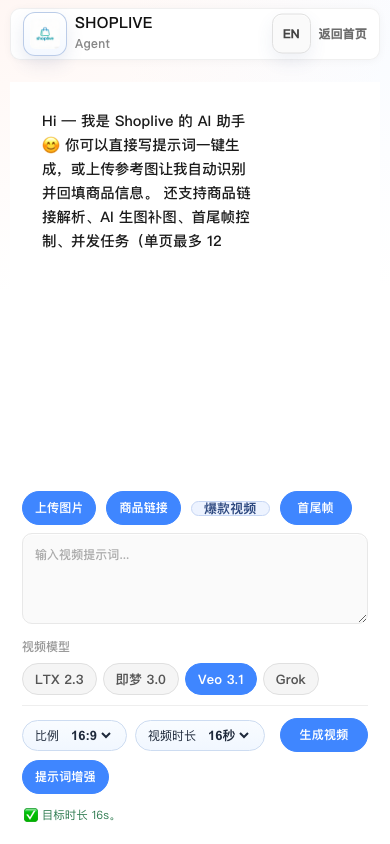 shoplive
SHOPLIVE
Agent
EN
返回首页
Hi — 我是 Shoplive 的 AI 助手
😊 你可以直接写提示词一键生
成，或上传参考图让我自动识别
并回填商品信息。 还支持商品链
接解析、AI 生图补图、首尾帧控
制、并发任务（单页最多 12
上传图片
商品链接
爆款视频
首尾帧
输入视频提示词...
视频模型
LTX 2.3
即梦 3.0
Veo 3.1
Grok
比例 16:9
视频时长 16秒
生成视频
提示词增强
✅ 目标时长 16s。